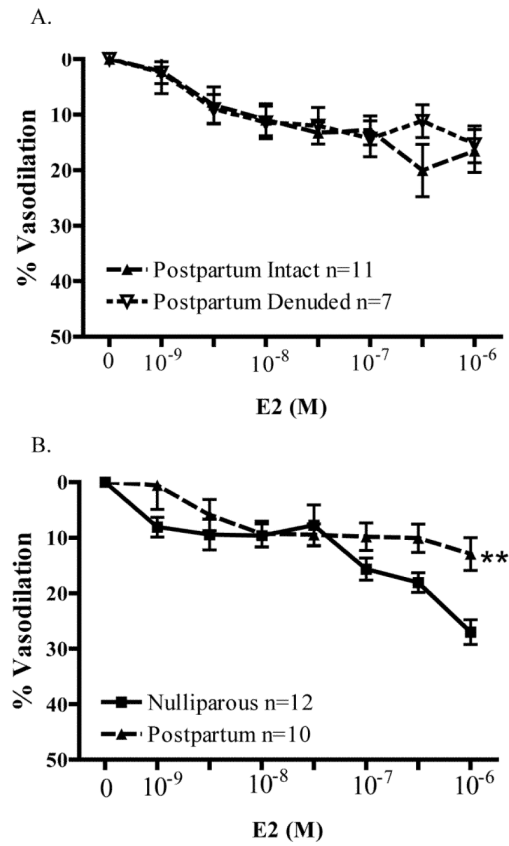 A.
0
10
20
30
40
50
% Vasodilation
Postpartum Intact n=11
Postpartum Denuded n=7
0 10⁻⁹ 10⁻⁸ 10⁻⁷ 10⁻⁶
E2 (M)
B.
0
10
20
30
40
50
% Vasodilation
**
Nulliparous n=12
Postpartum n=10
0 10⁻⁹ 10⁻⁸ 10⁻⁷ 10⁻⁶
E2 (M)